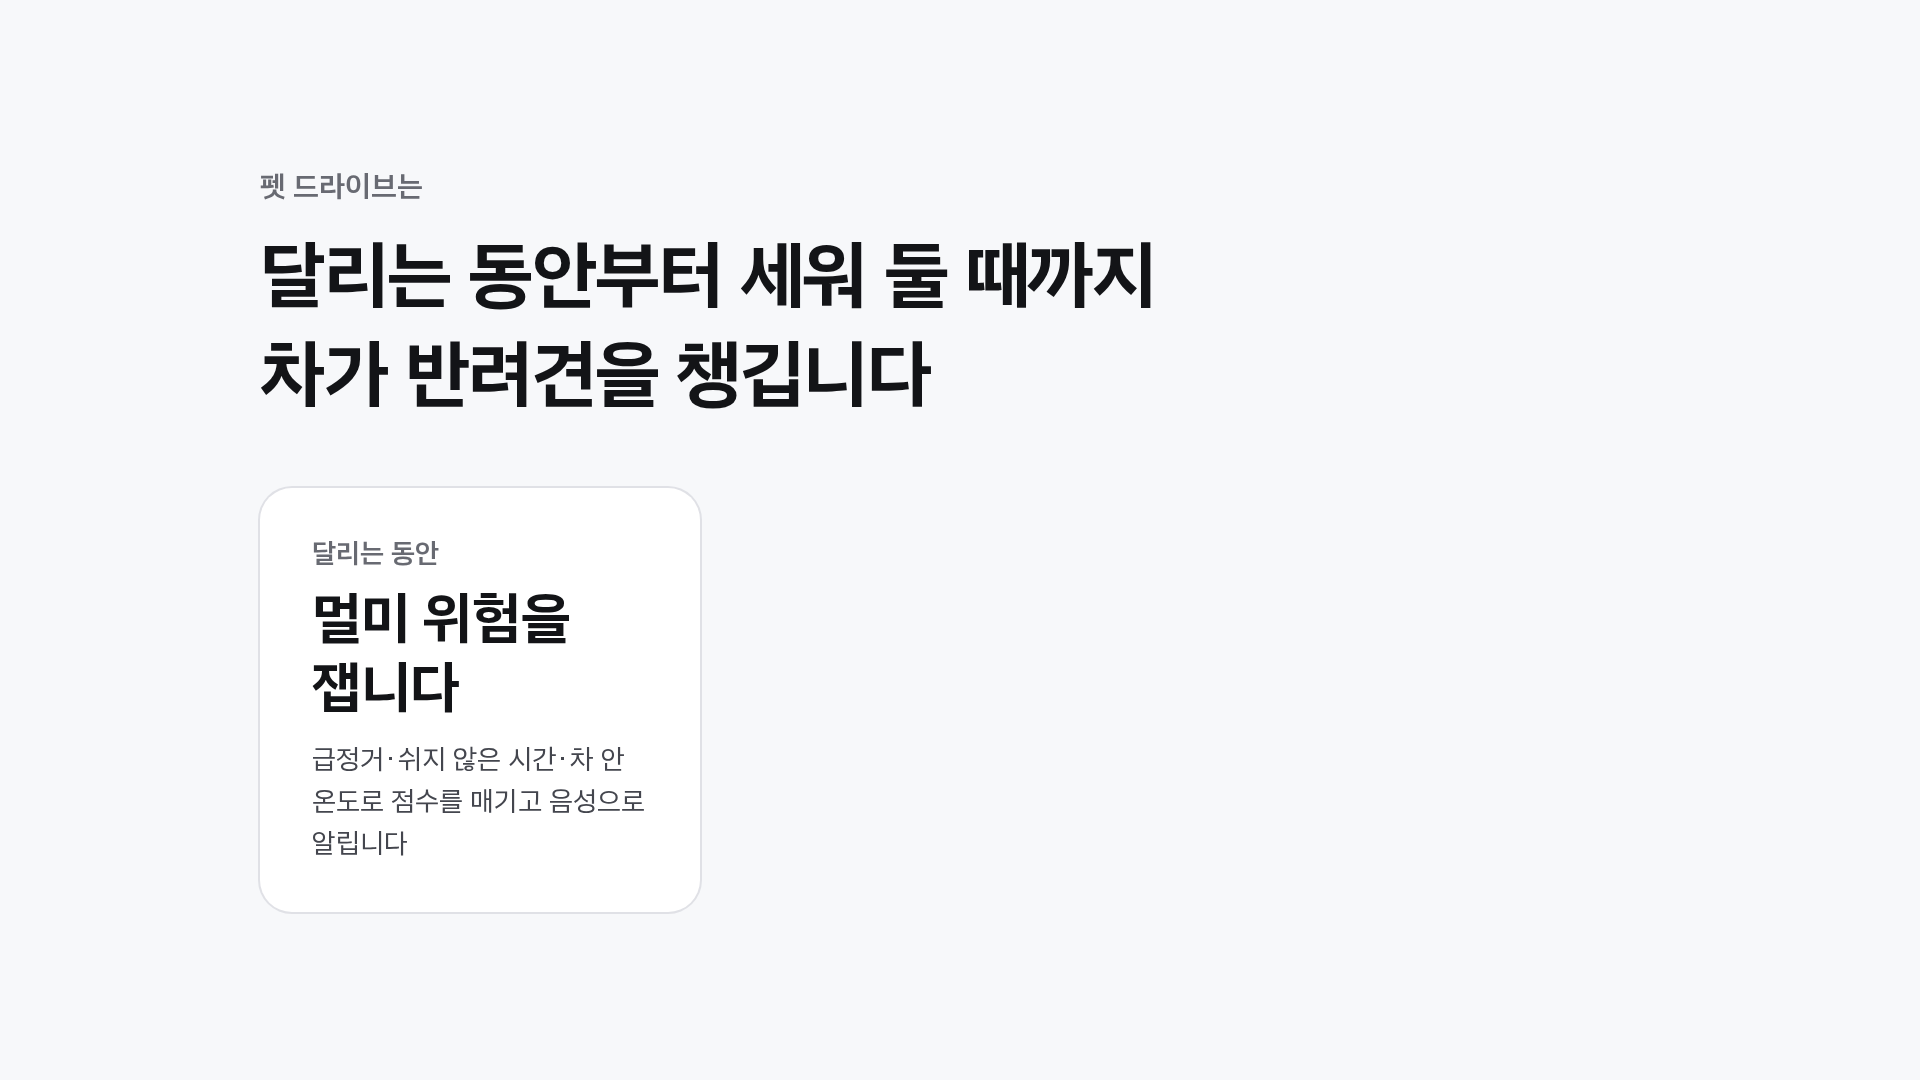 펫 드라이브는
달리는 동안부터 세워 둘 때까지
차가 반려견을 챙깁니다
달리는 동안
멀미 위험을
잽니다
급정거·쉬지 않은 시간·차 안
온도로 점수를 매기고 음성으로
알립니다